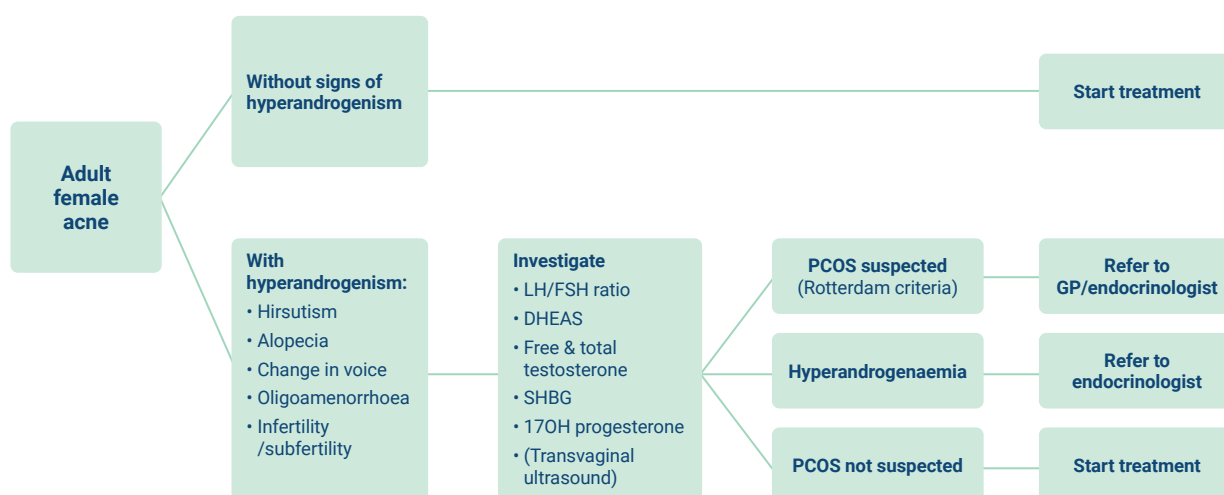 Adult
female
acne
Without signs of
hyperandrogenism
Start treatment
With
hyperandrogenism:
• Hirsutism
• Alopecia
• Change in voice
• Oligoamenorrhoea
• Infertility
/subfertility
Investigate
• LH/FSH ratio
• DHEAS
• Free & total
testosterone
• SHBG
• 17OH progesterone
• (Transvaginal
ultrasound)
PCOS suspected
(Rotterdam criteria)
Refer to
GP/endocrinologist
Hyperandrogenaemia
Refer to
endocrinologist
PCOS not suspected
Start treatment